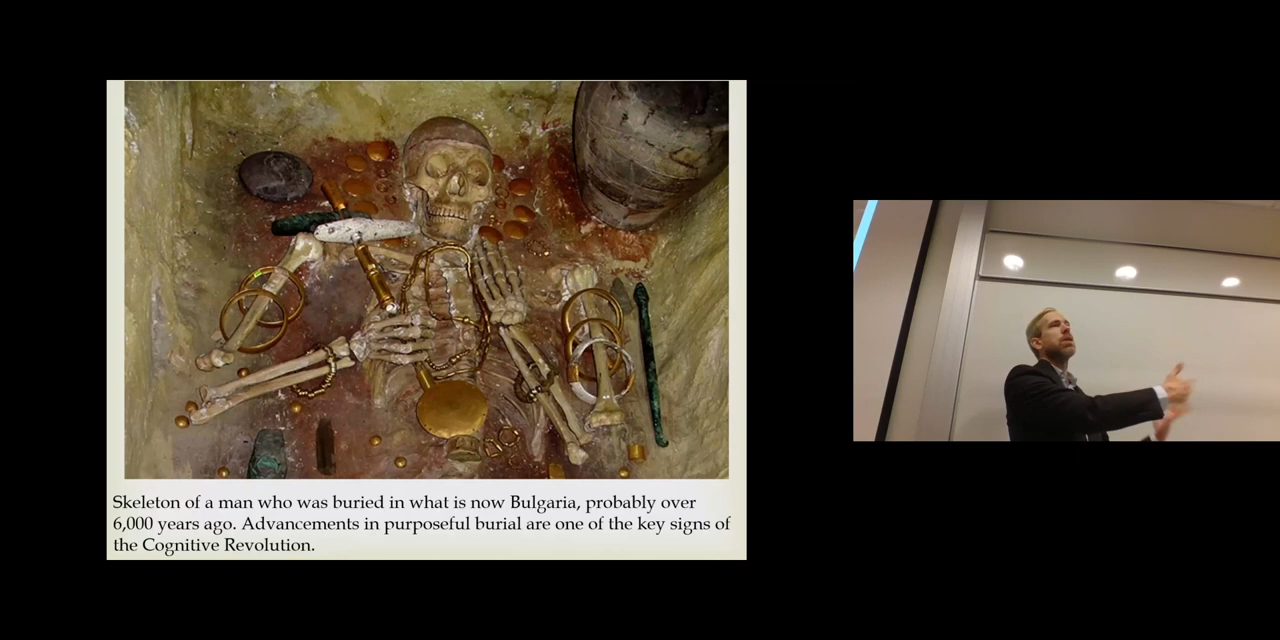 Skeleton of a man who was buried in what is now Bulgaria, probably over
6,000 years ago. Advancements in purposeful burial are one of the key signs of
the Cognitive Revolution.